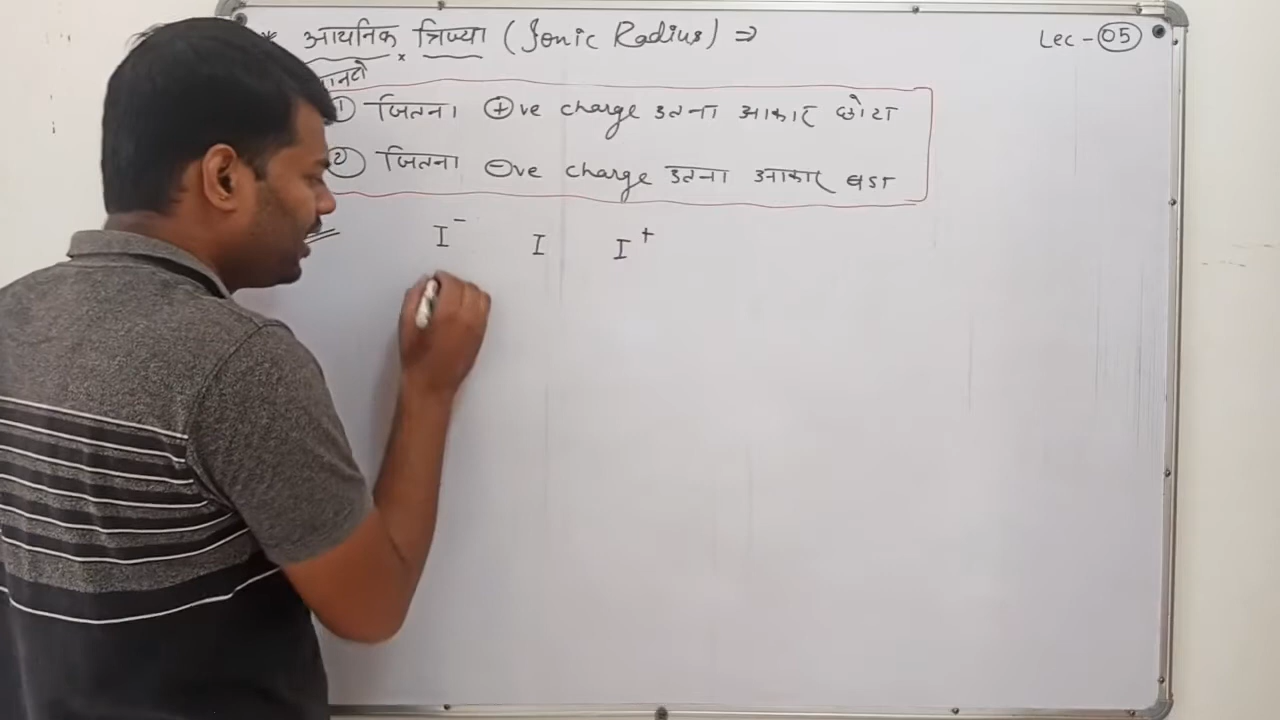 * आयनिक त्रिज्या (Ionic Radius) ⇒
Lec - 05
1 जितना +ve charge उतना आकार छोटा
2 जितना -ve charge उतना आकार बड़ा
I⁻ I I⁺